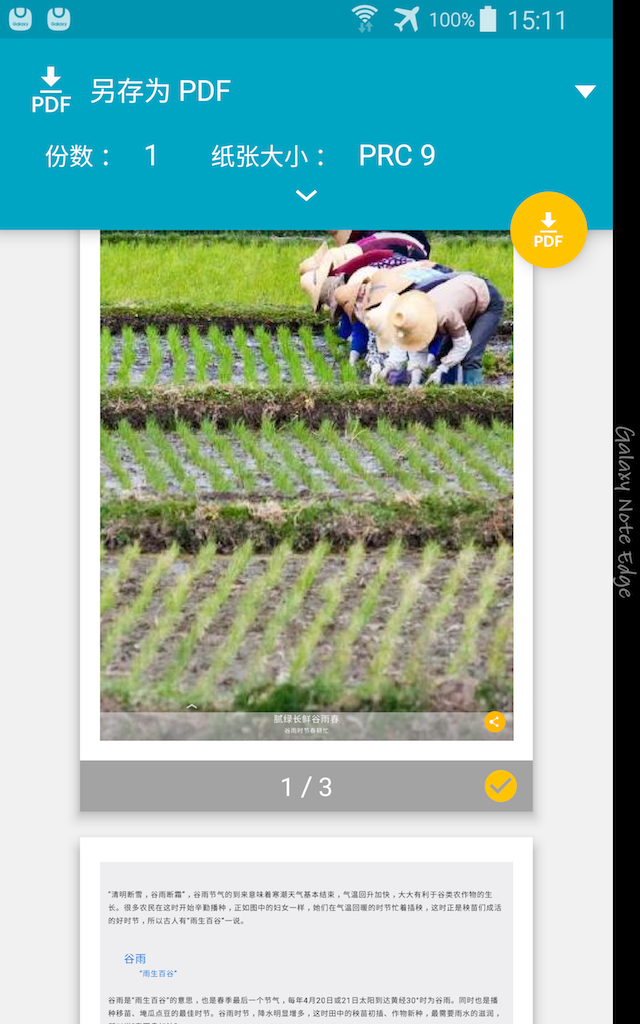 100% 15:11
PDF 另存为 PDF
份数： 1 纸张大小： PRC 9
PDF
Galaxy Note Edge
腻绿长鲜谷雨春
谷雨时节春耕忙
1 / 3
“清明断雪，谷雨断霜”，谷雨节气的到来意味着寒潮天气基本结束，气温回升加快，大大有利于谷类农作物的生
长。很多农民在这时开始辛勤播种，正如图中的妇女一样，她们在气温回暖的时节忙着插秧，这时正是秧苗们成活
的好时节，所以古人有“雨生百谷”一说。
谷雨
“雨生百谷”
谷雨是“雨生百谷”的意思，也是春季最后一个节气，每年4月20日或21日太阳到达黄经30°时为谷雨。同时也是播
种移苗、埯瓜点豆的最佳时节。谷雨时节，降水明显增多，这时田中的秧苗初插、作物新种，最需要雨水的滋润，